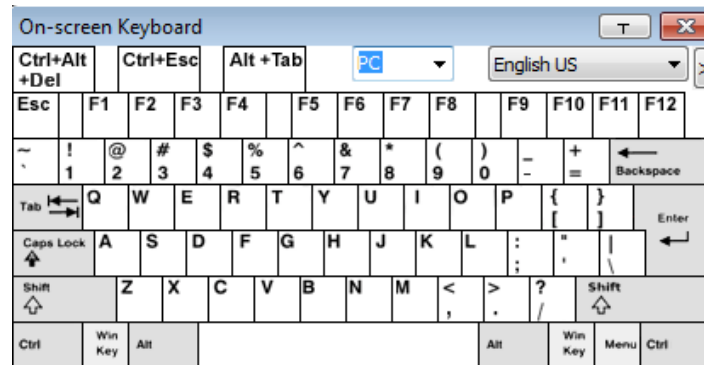 On-screen Keyboard T X
Ctrl+Alt +Del Ctrl+Esc Alt +Tab PC English US >
Esc F1 F2 F3 F4 F5 F6 F7 F8 F9 F10 F11 F12
~ ! @ # $ % ^ & * ( ) _ +
` 1 2 3 4 5 6 7 8 9 0 - = Backspace
Tab Q W E R T Y U I O P { }
[ ] Enter
Caps Lock A S D F G H J K L : " |
; ' \
Shift Z X C V B N M < > ? Shift
, . /
Ctrl Win Key Alt Alt Win Key Menu Ctrl